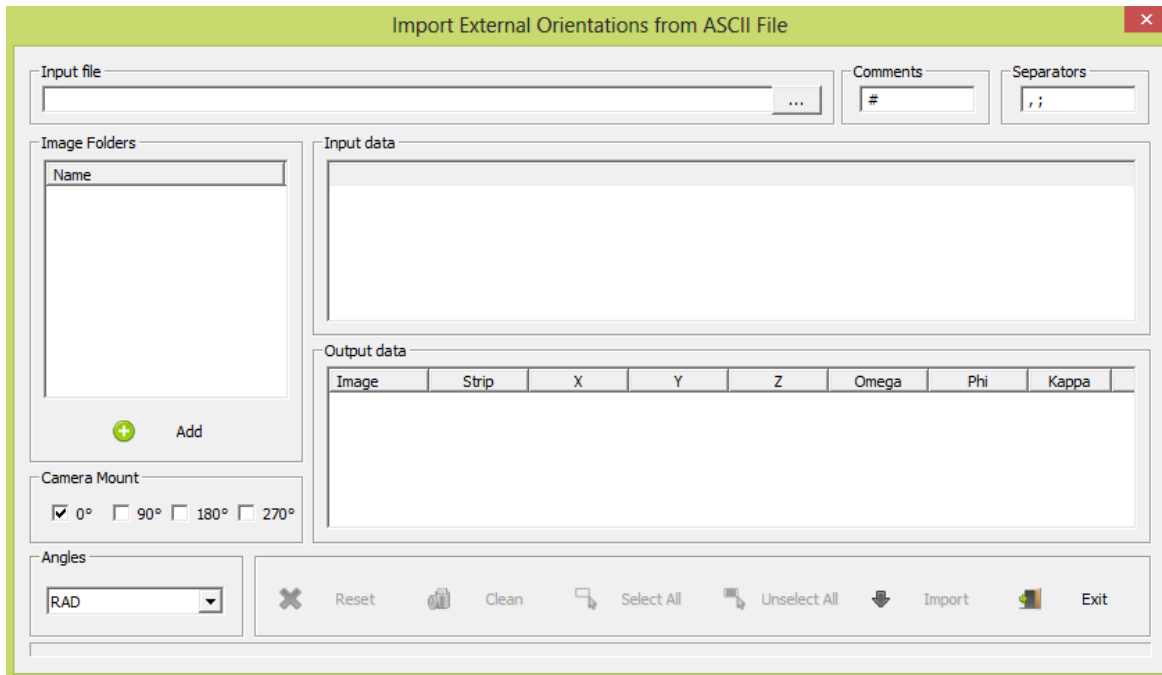 Import External Orientations from ASCII File
Input file
Comments
Separators
...
#
,;
Image Folders
Name
Add
Input data
Output data
Image Strip X Y Z Omega Phi Kappa
Camera Mount
0° 90° 180° 270°
Angles
RAD
Reset Clean Select All Unselect All Import Exit